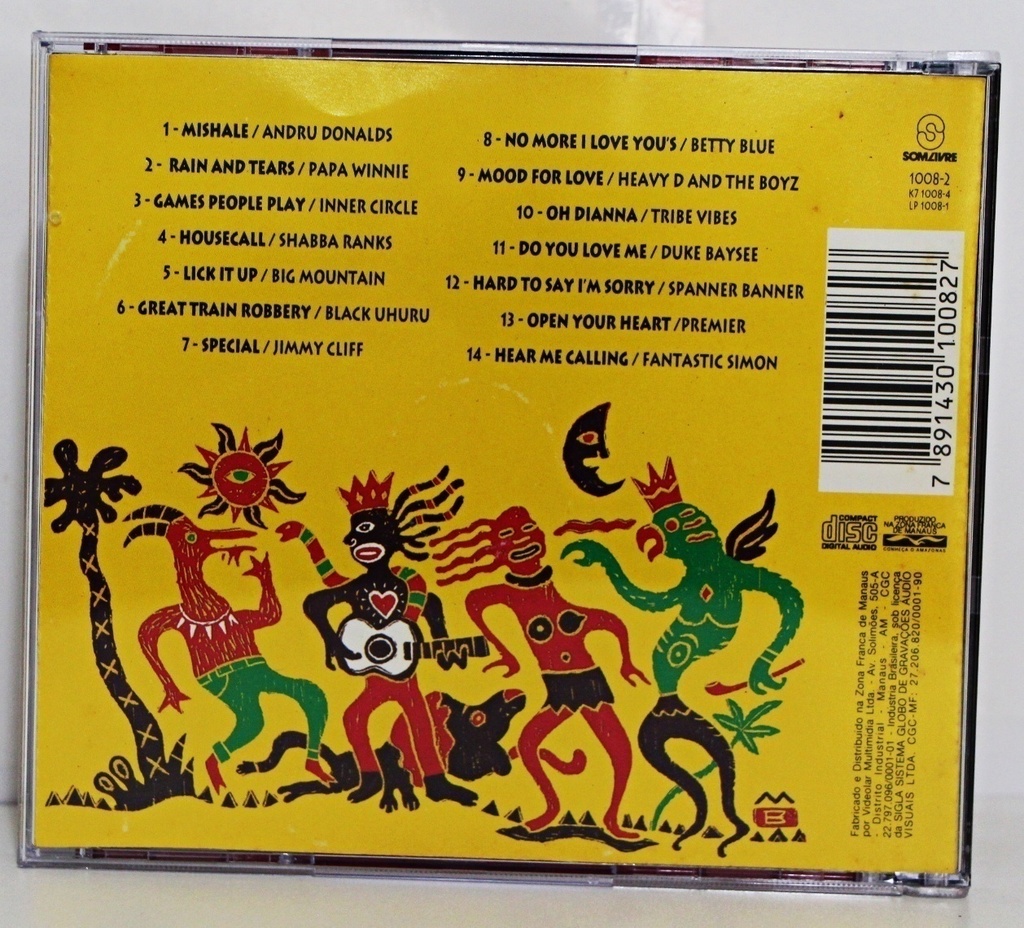 1 - MISHALE / ANDRU DONALDS
2 - RAIN AND TEARS / PAPA WINNIE
3 - GAMES PEOPLE PLAY / INNER CIRCLE
4 - HOUSECALL / SHABBA RANKS
5 - LICK IT UP / BIG MOUNTAIN
6 - GREAT TRAIN ROBBERY / BLACK UHURU
7 - SPECIAL / JIMMY CLIFF
8 - NO MORE I LOVE YOU'S / BETTY BLUE
9 - MOOD FOR LOVE / HEAVY D AND THE BOYZ
10 - OH DIANNA / TRIBE VIBES
11 - DO YOU LOVE ME / DUKE BAYSEE
12 - HARD TO SAY I'M SORRY / SPANNER BANNER
13 - OPEN YOUR HEART / PREMIER
14 - HEAR ME CALLING / FANTASTIC SIMON
SOM LIVRE
1008-2
K7 1008-4
LP 1008-1
7 891430 100827
COMPACT
disc
DIGITAL AUDIO
PRODUZIDO
NA ZONA FRANCA
DE MANAUS
CONHEÇA O AMAZONAS
Fabricado e Distribuido na Zona Franca de Manaus
por Videolar Multimidia Ltda. - Av. Solimões, 505-A
- Distrito Industrial - Manaus - AM - CGC
22.797.096/0001-01 - Indústria Brasileira, sob licença
da SIGLA SISTEMA GLOBO DE GRAVAÇÕES ÁUDIO
VISUAIS LTDA. CGC-MF: 27.206.820/0001-90
B